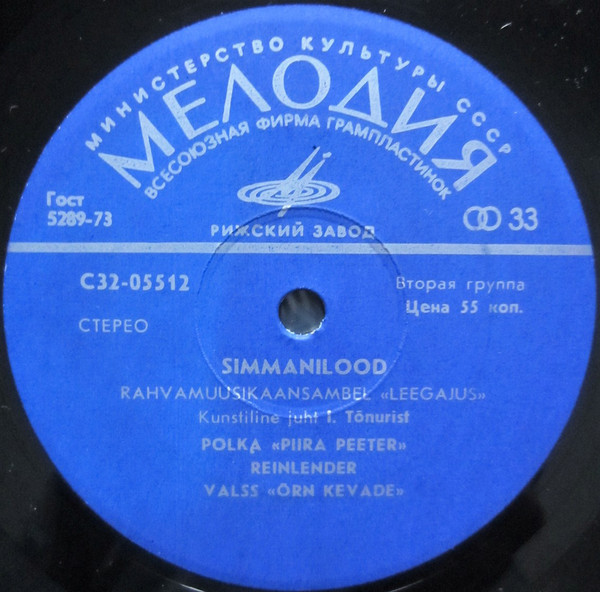 МИНИСТЕРСТВО КУЛЬТУРЫ СССР
МЕЛОДИЯ
ВСЕСОЮЗНАЯ ФИРМА ГРАМПЛАСТИНОК
Гост
5289-73
33
РИЖСКИЙ ЗАВОД
С32-05512
Вторая группа
Цена 55 коп.
СТЕРЕО
SIMMANILOOD
RAHVAMUUSIKAANSAMBEL «LEEGAJUS»
Kunstiline juht I. Tõnurist
POLKA «PIIRA PEETER»
REINLENDER
VALSS «ÕRN KEVADE»